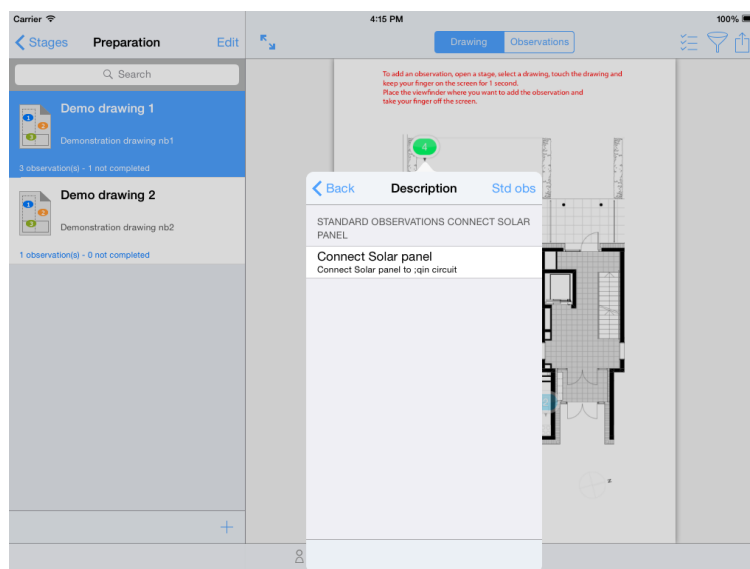 Carrier
4:15 PM
100%
Stages
Preparation
Edit
Drawing
Observations
Search
Demo drawing 1
Demonstration drawing nb1
3 observation(s) - 1 not completed
Demo drawing 2
Demonstration drawing nb2
1 observation(s) - 0 not completed
To add an observation, open a stage, select a drawing, touch the drawing and
keep your finger on the screen for 1 second.
Place the viewfinder where you want to add the observation and
take your finger off the screen.
4
Back
Description
Std obs
STANDARD OBSERVATIONS CONNECT SOLAR
PANEL
Connect Solar panel
Connect Solar panel to ;qin circuit